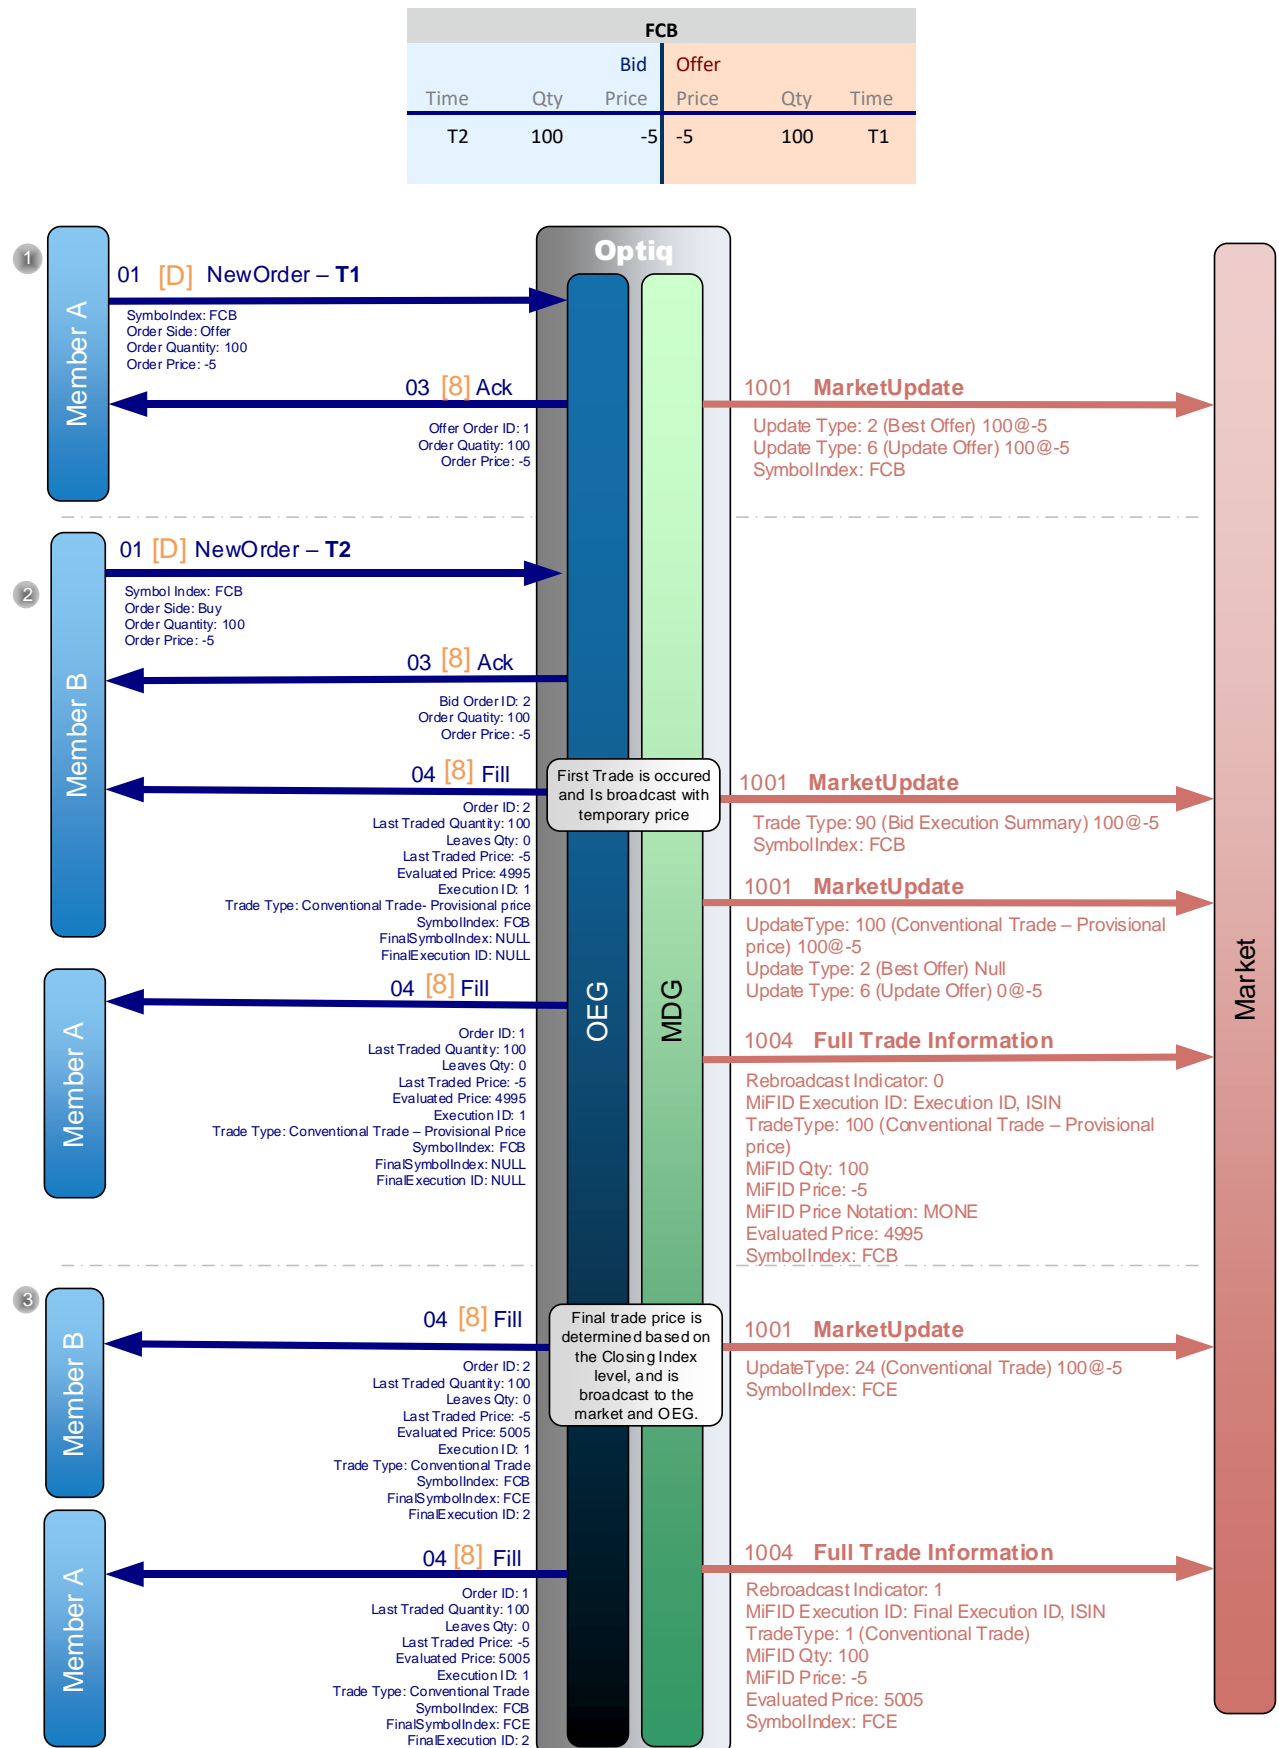 FCB
Bid Offer
Time Qty Price Price Qty Time
T2 100 -5 -5 100 T1
Optiq
1
Member A
01 [D] NewOrder – T1
SymbolIndex: FCB
Order Side: Offer
Order Quantity: 100
Order Price: -5
03 [8] Ack
Offer Order ID: 1
Order Quatity: 100
Order Price: -5
1001 MarketUpdate
Update Type: 2 (Best Offer) 100@-5
Update Type: 6 (Update Offer) 100@-5
SymbolIndex: FCB
2
Member B
01 [D] NewOrder – T2
Symbol Index: FCB
Order Side: Buy
Order Quantity: 100
Order Price: -5
03 [8] Ack
Bid Order ID: 2
Order Quatity: 100
Order Price: -5
04 [8] Fill
Order ID: 2
Last Traded Quantity: 100
Leaves Qty: 0
Last Traded Price: -5
Evaluated Price: 4995
Execution ID: 1
Trade Type: Conventional Trade- Provisional price
SymbolIndex: FCB
FinalSymbolIndex: NULL
FinalExecution ID: NULL
First Trade is occured
and Is broadcast with
temporary price
1001 MarketUpdate
Trade Type: 90 (Bid Execution Summary) 100@-5
SymbolIndex: FCB
1001 MarketUpdate
UpdateType: 100 (Conventional Trade – Provisional
price) 100@-5
Update Type: 2 (Best Offer) Null
Update Type: 6 (Update Offer) 0@-5
Member A
04 [8] Fill
Order ID: 1
Last Traded Quantity: 100
Leaves Qty: 0
Last Traded Price: -5
Evaluated Price: 4995
Execution ID: 1
Trade Type: Conventional Trade – Provisional Price
SymbolIndex: FCB
FinalSymbolIndex: NULL
FinalExecution ID: NULL
OEG
MDG
Market
1004 Full Trade Information
Rebroadcast Indicator: 0
MiFID Execution ID: Execution ID, ISIN
TradeType: 100 (Conventional Trade – Provisional
price)
MiFID Qty: 100
MiFID Price: -5
MiFID Price Notation: MONE
Evaluated Price: 4995
SymbolIndex: FCB
3
Member B
04 [8] Fill
Order ID: 2
Last Traded Quantity: 100
Leaves Qty: 0
Last Traded Price: -5
Evaluated Price: 5005
Execution ID: 1
Trade Type: Conventional Trade
SymbolIndex: FCB
FinalSymbolIndex: FCE
FinalExecution ID: 2
Final trade price is
determined based on
the Closing Index
level, and is
broadcast to the
market and OEG.
1001 MarketUpdate
UpdateType: 24 (Conventional Trade) 100@-5
SymbolIndex: FCE
Member A
04 [8] Fill
Order ID: 1
Last Traded Quantity: 100
Leaves Qty: 0
Last Traded Price: -5
Evaluated Price: 5005
Execution ID: 1
Trade Type: Conventional Trade
SymbolIndex: FCB
FinalSymbolIndex: FCE
FinalExecution ID: 2
1004 Full Trade Information
Rebroadcast Indicator: 1
MiFID Execution ID: Final Execution ID, ISIN
TradeType: 1 (Conventional Trade)
MiFID Qty: 100
MiFID Price: -5
Evaluated Price: 5005
SymbolIndex: FCE